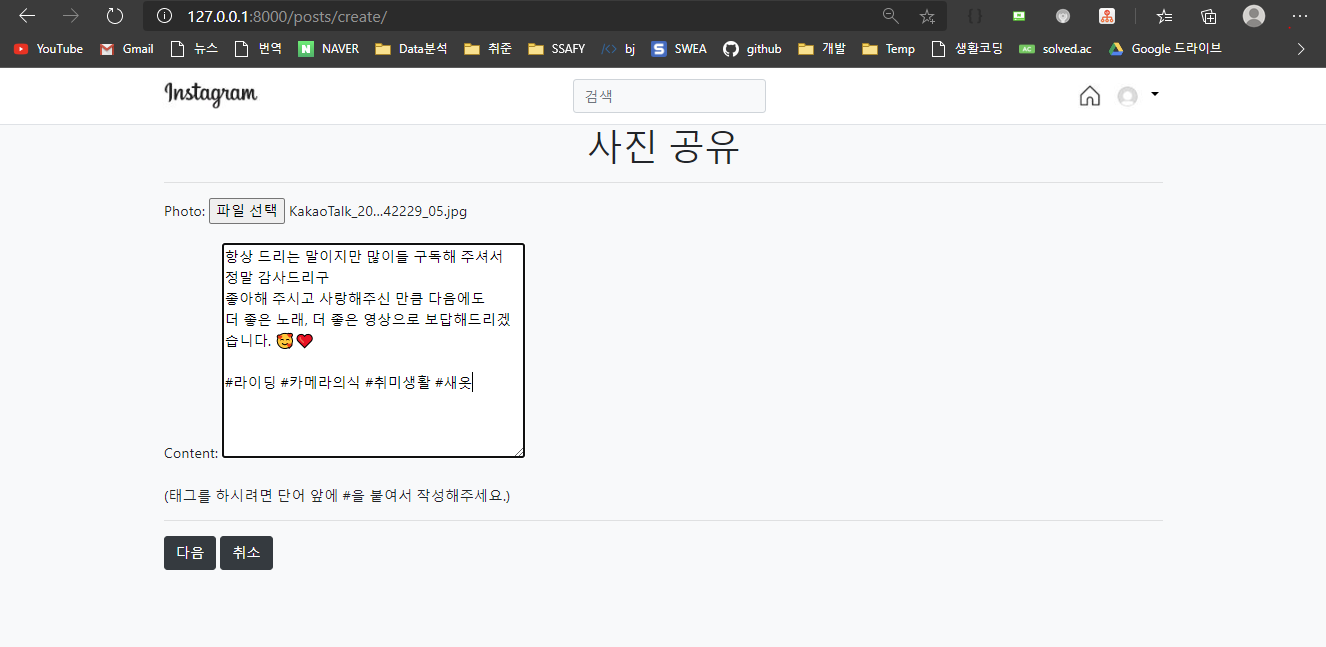 127.0.0.1:8000/posts/create/
YouTube Gmail 뉴스 번역 NAVER Data분석 취준 SSAFY bj SWEA github 개발 Temp 생활코딩 solved.ac Google 드라이브
Instagram 검색
사진 공유
Photo: 파일 선택 KakaoTalk_20...42229_05.jpg
항상 드리는 말이지만 많이들 구독해 주셔서
정말 감사드리구
좋아해 주시고 사랑해주신 만큼 다음에도
더 좋은 노래, 더 좋은 영상으로 보답해드리겠
습니다. 🥰❤️
#라이딩 #카메라의식 #취미생활 #새옷
Content:
(태그를 하시려면 단어 앞에 #을 붙여서 작성해주세요.)
다음 취소